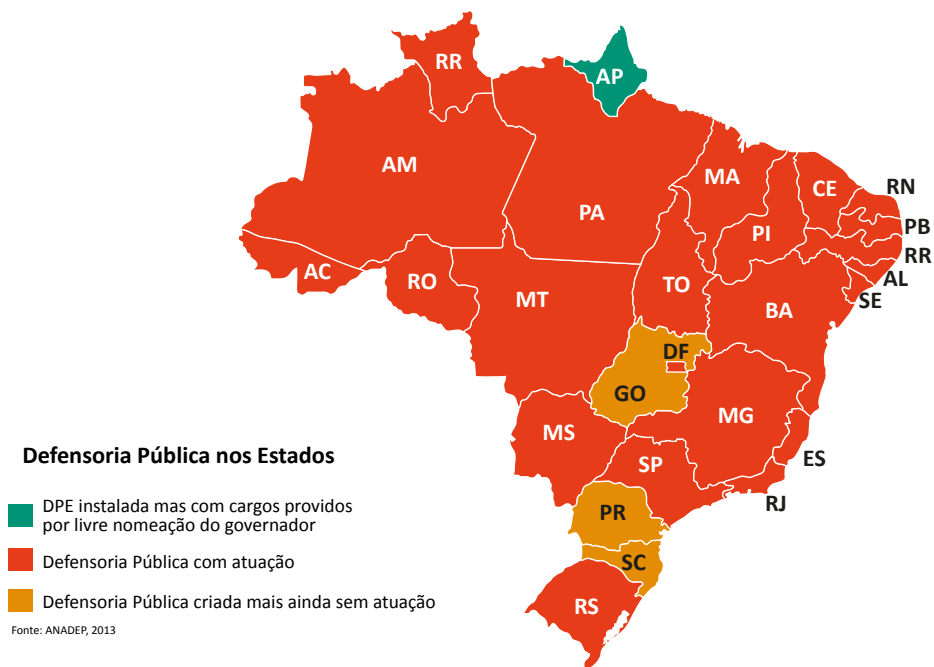 RR
AP
AM
PA
MA
CE
RN
PI
PB
RR
AL
SE
AC
RO
MT
TO
BA
DF
GO
MG
MS
ES
SP
RJ
PR
SC
RS
Defensoria Pública nos Estados
DPE instalada mas com cargos providos
por livre nomeação do governador
Defensoria Pública com atuação
Defensoria Pública criada mais ainda sem atuação
Fonte: ANADEP, 2013